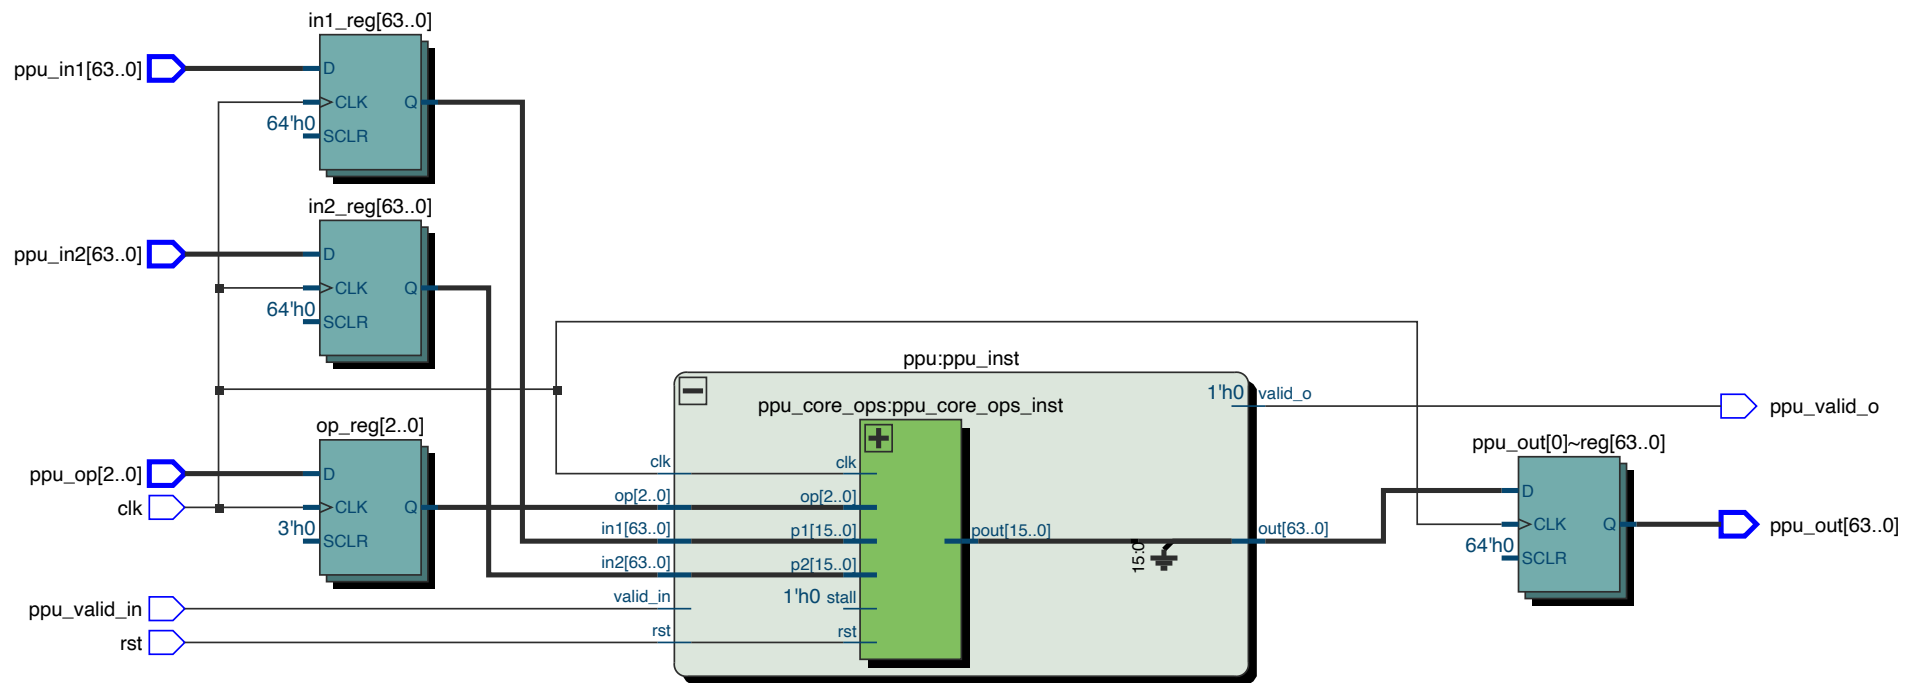 in1_reg[63..0]
ppu_in1[63..0]
D
CLK
Q
64'h0
SCLR
in2_reg[63..0]
ppu_in2[63..0]
D
CLK
Q
64'h0
SCLR
op_reg[2..0]
ppu_op[2..0]
D
clk
CLK
Q
3'h0
SCLR
ppu_valid_in
rst
ppu:ppu_inst
ppu_core_ops:ppu_core_ops_inst
clk
clk
op[2..0]
op[2..0]
in1[63..0]
p1[15..0]
in2[63..0]
p2[15..0]
valid_in
1'h0 stall
rst
rst
pout[15..0]
15:0
out[63..0]
1'h0 valid_o
ppu_valid_o
ppu_out[0]~reg[63..0]
D
CLK
Q
64'h0
SCLR
ppu_out[63..0]